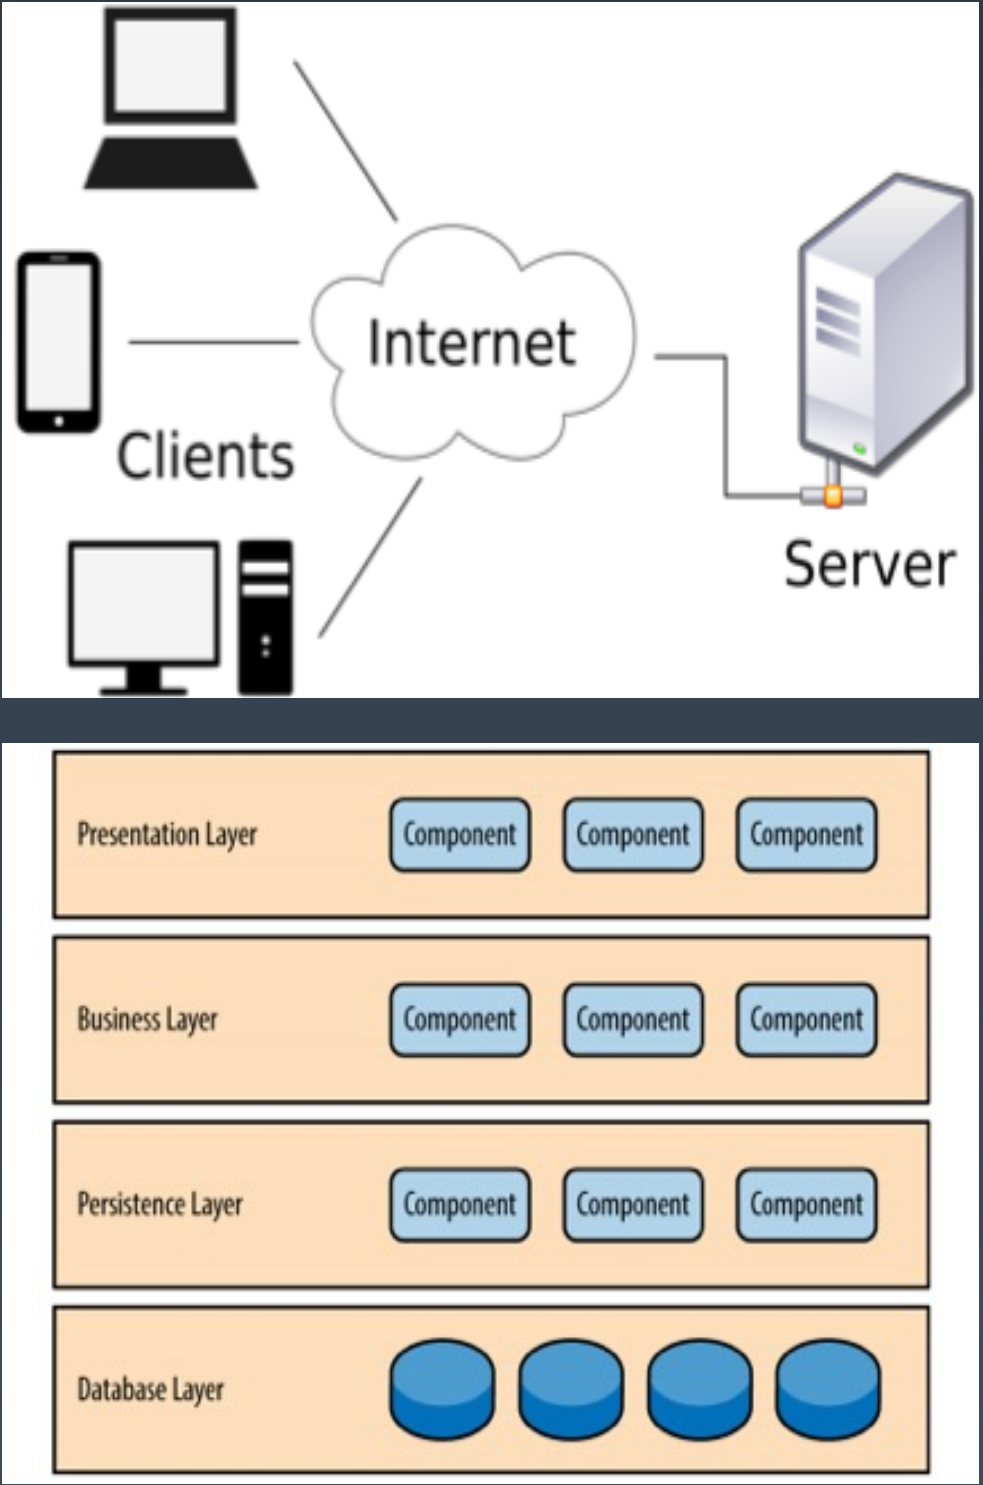 Internet
Clients
Server
Presentation Layer Component Component Component
Business Layer Component Component Component
Persistence Layer Component Component Component
Database Layer